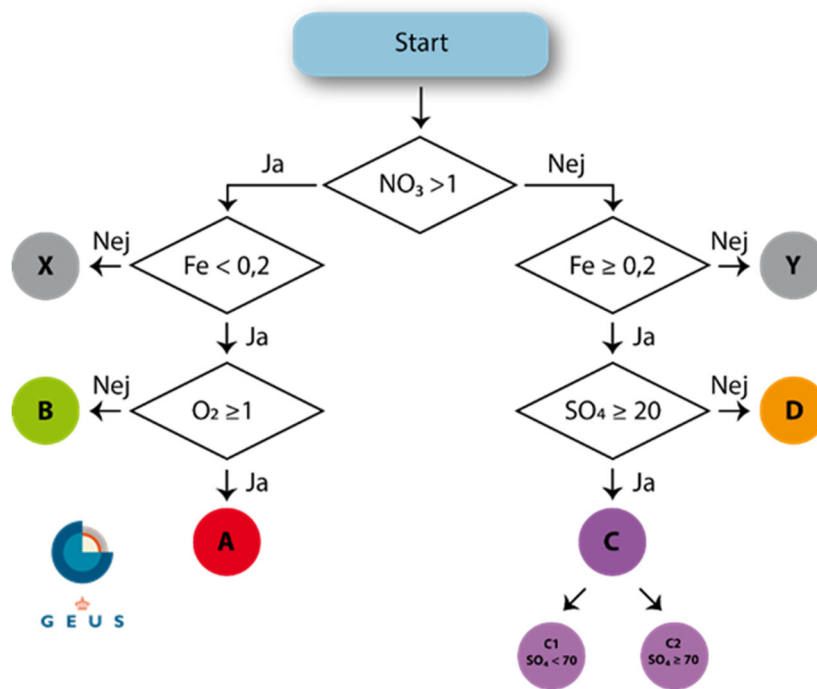 Start
Ja
Nej
NO₃ >1
Nej
Nej
X
Fe < 0,2
Fe ≥ 0,2
Y
Ja
Ja
Nej
Nej
B
O₂ ≥1
SO₄ ≥ 20
D
Ja
Ja
A
C
GEUS
C1
SO₄ < 70
C2
SO₄ ≥ 70